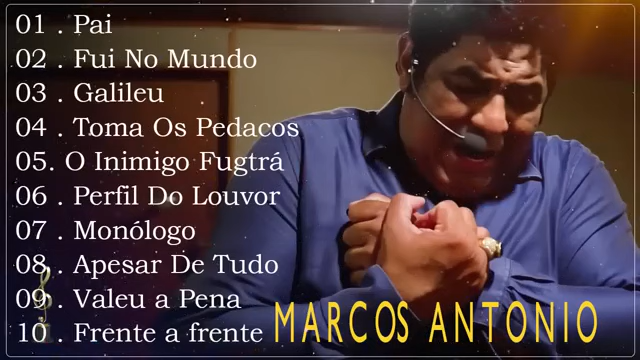 01 . Pai
02 . Fui No Mundo
03 . Galileu
04 . Toma Os Pedacos
05. O Inimigo Fugtrá
06 . Perfil Do Louvor
07 . Monólogo
08 . Apesar De Tudo
09 . Valeu a Pena
10 . Frente a frente
MARCOS ANTONIO